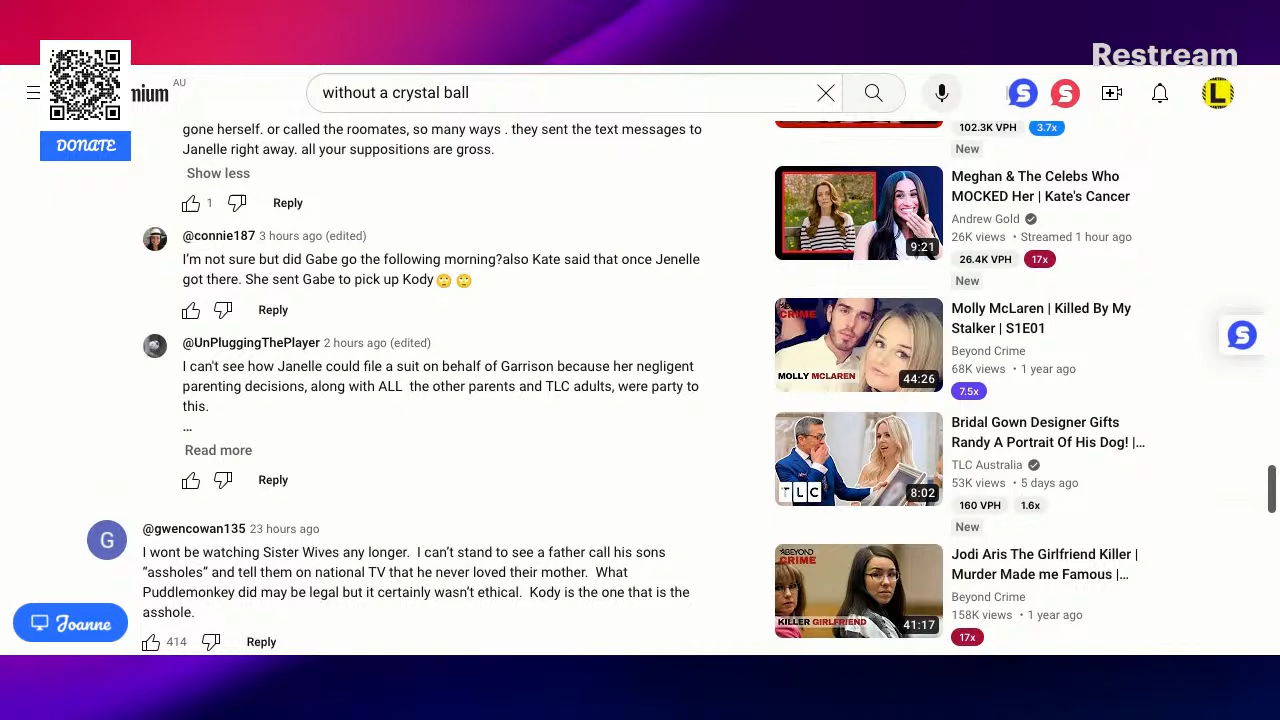 Restream
mium AU
without a crystal ball
DONATE
gone herself. or called the roomates, so many ways . they sent the text messages to
Janelle right away. all your suppositions are gross.
Show less
1
Reply
@connie187 3 hours ago (edited)
I'm not sure but did Gabe go the following morning?also Kate said that once Jenelle
got there. She sent Gabe to pick up Kody🙄 🙄
Reply
@UnPluggingThePlayer 2 hours ago (edited)
I can't see how Janelle could file a suit on behalf of Garrison because her negligent
parenting decisions, along with ALL the other parents and TLC adults, were party to
this.
...
Read more
Reply
G
@gwencowan135 23 hours ago
I wont be watching Sister Wives any longer. I can't stand to see a father call his sons
"assholes" and tell them on national TV that he never loved their mother. What
Puddlemonkey did may be legal but it certainly wasn't ethical. Kody is the one that is the
asshole.
414
Reply
Joanne
102.3K VPH 3.7x
New
9:21
Meghan & The Celebs Who
MOCKED Her | Kate's Cancer
Andrew Gold
26K views • Streamed 1 hour ago
26.4K VPH 17x
New
CRIME
MOLLY MCLAREN
44:26
Molly McLaren | Killed By My
Stalker | S1E01
Beyond Crime
68K views • 1 year ago
7.5x
TLC
8:02
Bridal Gown Designer Gifts
Randy A Portrait Of His Dog! |...
TLC Australia
53K views • 5 days ago
160 VPH 1.6x
New
BEYOND
CRIME
KILLER GIRLFRIEND
41:17
Jodi Aris The Girlfriend Killer |
Murder Made me Famous |...
Beyond Crime
158K views • 1 year ago
17x